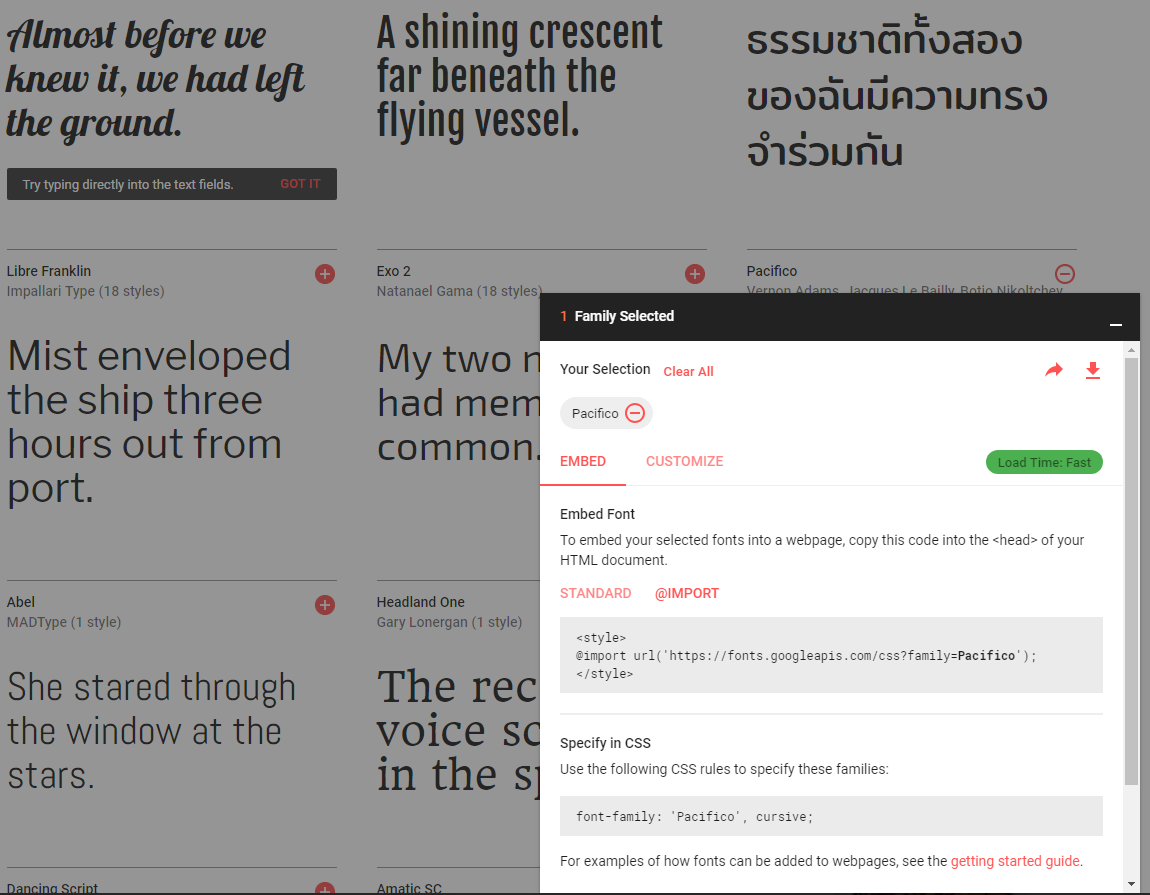 Almost before we
knew it, we had left
the ground.
A shining crescent
far beneath the
flying vessel.
ธรรมชาติทั้งสอง
ของฉันมีความทรง
จำร่วมกัน
Try typing directly into the text fields. GOT IT
Libre Franklin
Impallari Type (18 styles)
Exo 2
Natanael Gama (18 styles)
Pacifico
Vernon Adams, Jacques Le Bailly, Botjo Nikoltchev,
Mist enveloped
the ship three
hours out from
port.
My two n
had mem
common.
1 Family Selected
Your Selection Clear All
Pacifico
EMBED CUSTOMIZE Load Time: Fast
Embed Font
To embed your selected fonts into a webpage, copy this code into the <head> of your
HTML document.
STANDARD @IMPORT
<style>
@import url('https://fonts.googleapis.com/css?family=Pacifico');
</style>
Specify in CSS
Use the following CSS rules to specify these families:
font-family: 'Pacifico', cursive;
For examples of how fonts can be added to webpages, see the getting started guide.
Abel
MADType (1 style)
Headland One
Gary Lonergan (1 style)
She stared through
the window at the
stars.
The rec
voice sc
in the sp
Dancing Script
Amatic SC